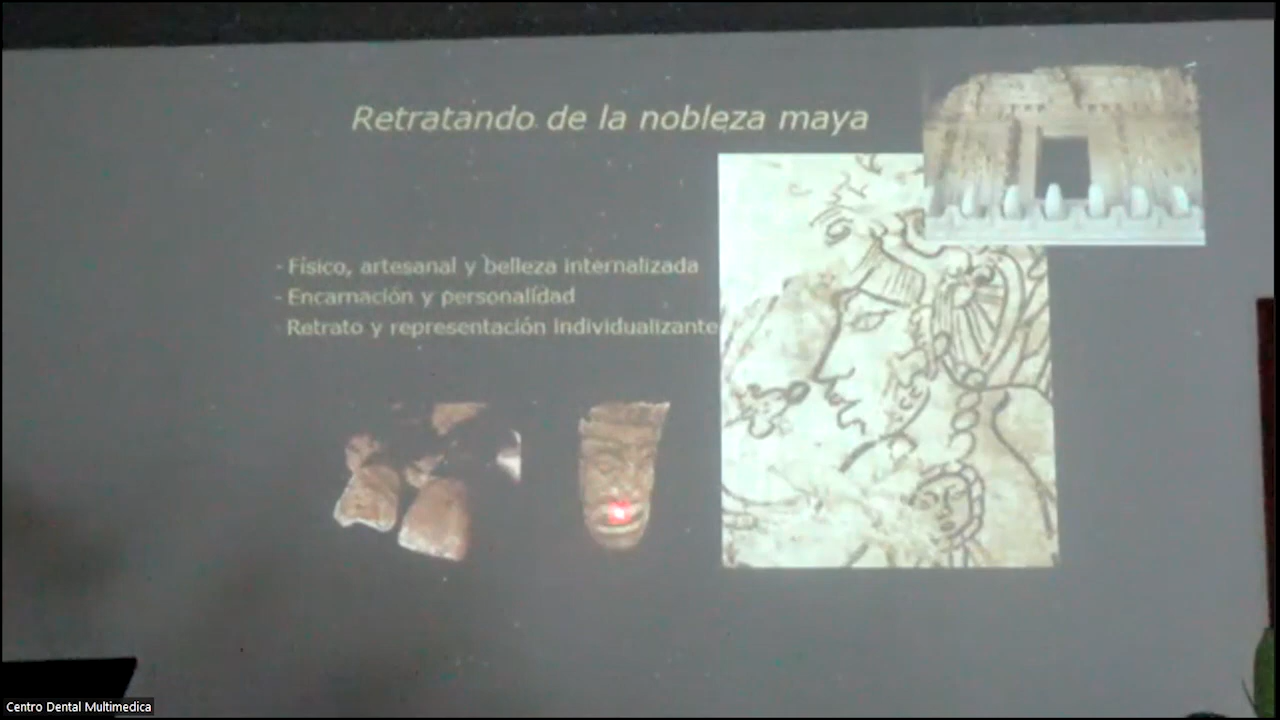 Retratando de la nobleza maya
- Físico, artesanal y belleza internalizada
- Encarnación y personalidad
- Retrato y representación individualizante
Centro Dental Multimedica